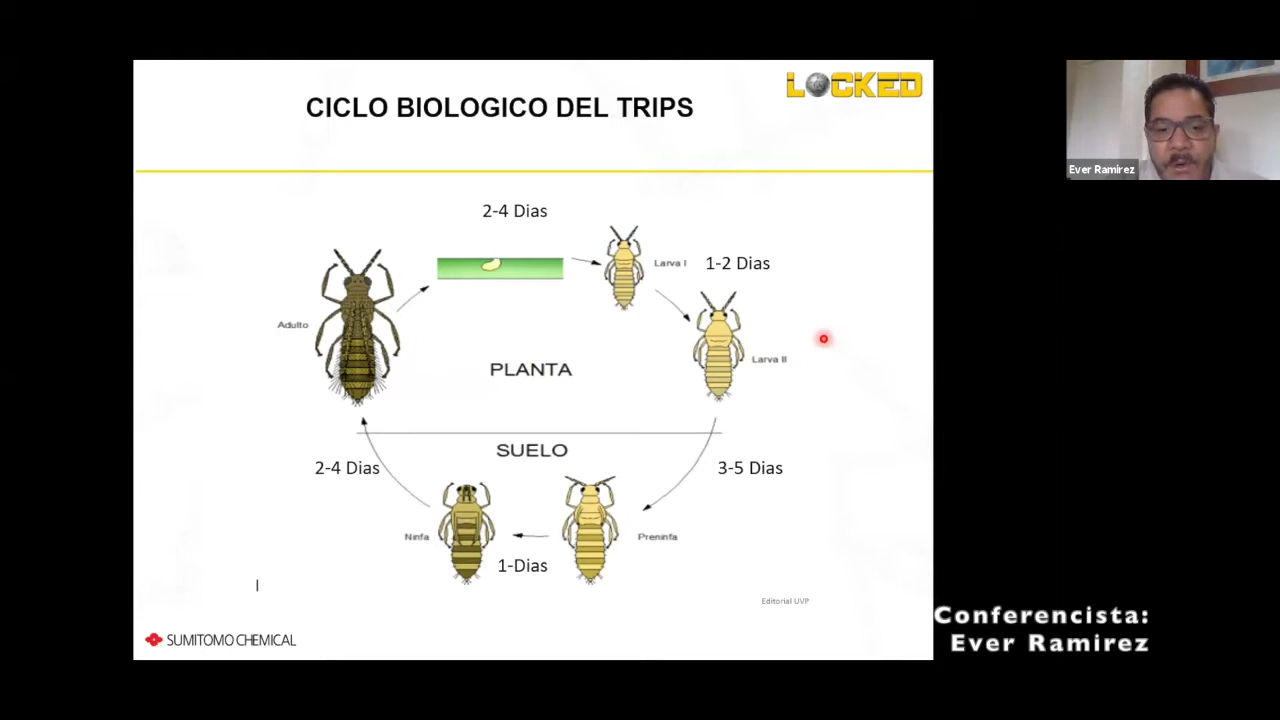 LOCKED
CICLO BIOLOGICO DEL TRIPS
Ever Ramirez
2-4 Dias
Larva I
1-2 Dias
Adulto
Larva II
PLANTA
SUELO
2-4 Dias
3-5 Dias
Ninfa
Preninfa
1-Dias
Editorial UVP
SUMITOMO CHEMICAL
Conferencista:
Ever Ramirez